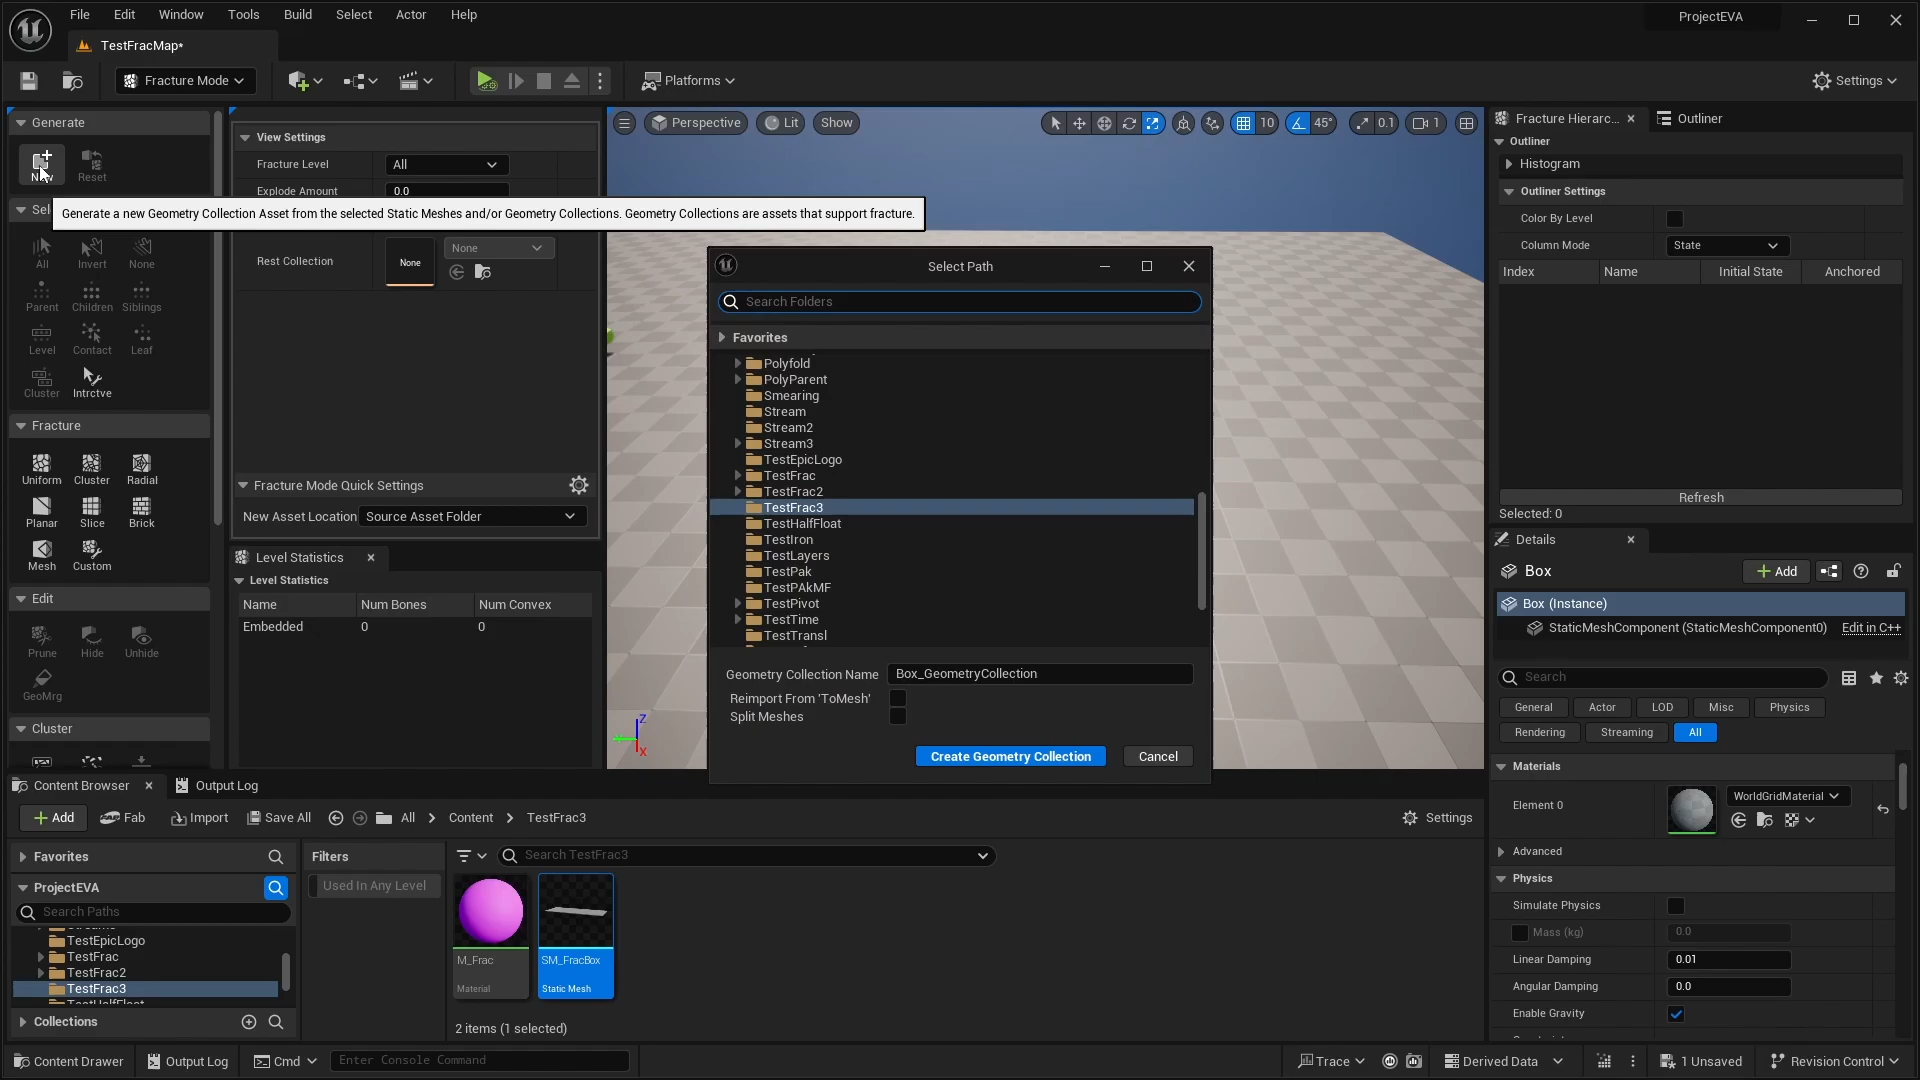 File Edit Window Tools Build Select Actor Help
ProjectEVA
TestFracMap*
Fracture Mode
Platforms
Settings
Generate
New
Reset
View Settings
Fracture Level
All
Explode Amount
0.0
Generate a new Geometry Collection Asset from the selected Static Meshes and/or Geometry Collections. Geometry Collections are assets that support fracture.
Rest Collection
None
None
All Invert None
Parent Children Siblings
Level Contact Leaf
Cluster Intrctve
Fracture
Uniform Cluster Radial
Planar Slice Brick
Mesh Custom
Edit
Prune Hide Unhide
GeoMrg
Cluster
Fracture Mode Quick Settings
New Asset Location
Source Asset Folder
Level Statistics
Level Statistics
Name Num Bones Num Convex
Embedded 0 0
Perspective Lit Show
10 45° 0.1 1
Z
X
Select Path
Search Folders
Favorites
Polyfold
PolyParent
Smearing
Stream
Stream2
Stream3
TestEpicLogo
TestFrac
TestFrac2
TestFrac3
TestHalfFloat
TestIron
TestLayers
TestPak
TestPAkMF
TestPivot
TestTime
TestTransl
Geometry Collection Name
Box_GeometryCollection
Reimport From 'ToMesh'
Split Meshes
Create Geometry Collection
Cancel
Fracture Hierarc...
Outliner
Outliner
Histogram
Outliner Settings
Color By Level
Column Mode
State
Index Name Initial State Anchored
Refresh
Selected: 0
Details
Box
Add
Box (Instance)
StaticMeshComponent (StaticMeshComponent0)
Edit in C++
Search
General Actor LOD Misc Physics
Rendering Streaming All
Materials
Element 0
WorldGridMaterial
Advanced
Physics
Simulate Physics
Mass (kg)
0.0
Linear Damping
0.01
Angular Damping
0.0
Enable Gravity
Content Browser
Output Log
Add Fab Import Save All All Content TestFrac3
Settings
Favorites
ProjectEVA
Search Paths
TestEpicLogo
TestFrac
TestFrac2
TestFrac3
TestHalfFloat
Collections
Filters
Used In Any Level
Search TestFrac3
M_Frac
Material
SM_FracBox
Static Mesh
2 items (1 selected)
Content Drawer
Output Log
Cmd
Enter Console Command
Trace
Derived Data
1 Unsaved
Revision Control